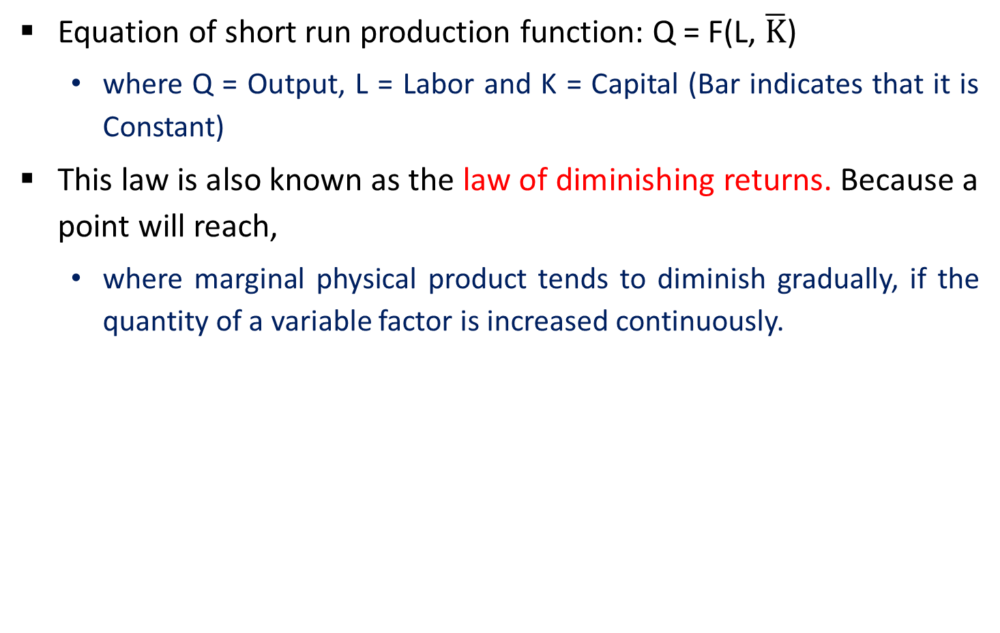 ▪ Equation of short run production function: Q = F(L, K̅)
• where Q = Output, L = Labor and K = Capital (Bar indicates that it is
Constant)
▪ This law is also known as the law of diminishing returns. Because a
point will reach,
• where marginal physical product tends to diminish gradually, if the
quantity of a variable factor is increased continuously.